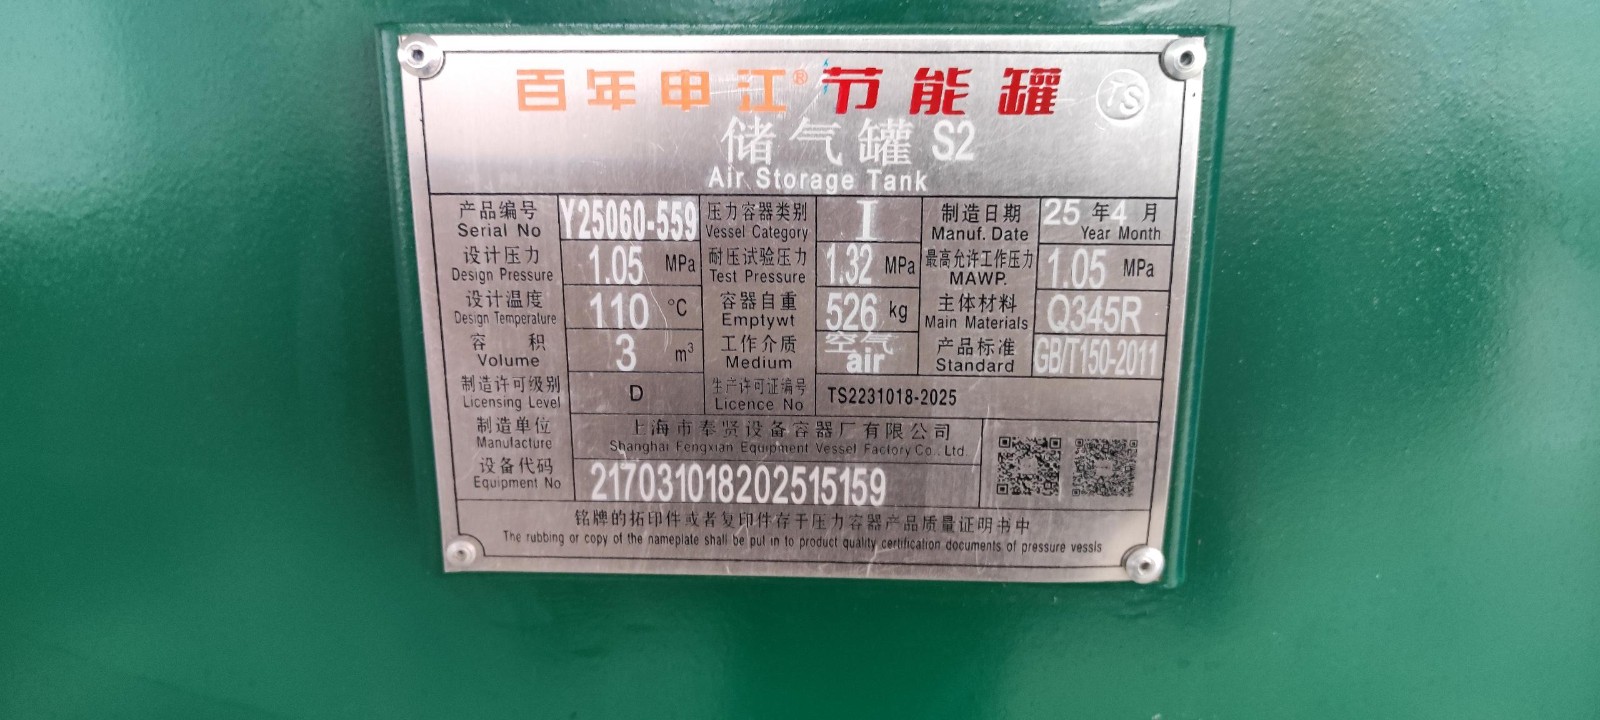 百年申江® 节能罐 TS
储气罐 S2
Air Storage Tank
产品编号 Serial No Y25060-559 压力容器类别 Vessel Category I 制造日期 Manuf. Date 25 年 4 月 Year Month
设计压力 Design Pressure 1.05 MPa 耐压试验压力 Test Pressure 1.32 MPa 最高允许工作压力 MAWP. 1.05 MPa
设计温度 Design Temperature 110 °C 容器自重 Emptywt 526 kg 主体材料 Main Materials Q345R
容积 Volume 3 m³ 工作介质 Medium 空气 air 产品标准 Standard GB/T150-2011
制造许可级别 Licensing Level D 生产许可证编号 Licence No TS2231018-2025
制造单位 Manufacture 上海市奉贤设备容器厂有限公司 Shanghai Fengxian Equipment Vessel Factory Co., Ltd.
设备代码 Equipment No 217031018202515159
铭牌的拓印件或者复印件存于压力容器产品质量证明书中
The rubbing or copy of the nameplate shall be put in to product quality certification documents of pressure vessls